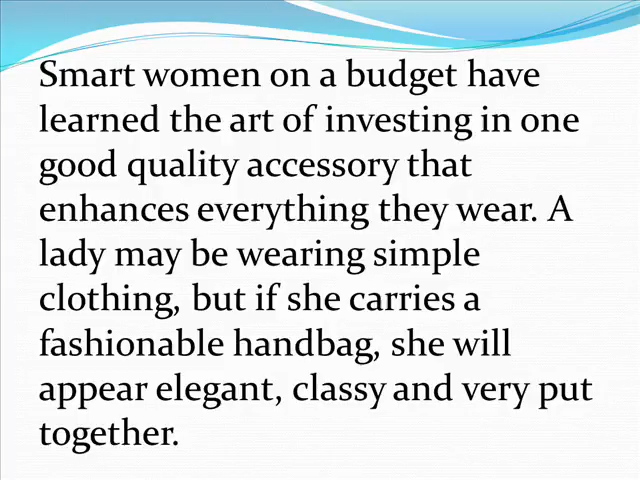 Smart women on a budget have
learned the art of investing in one
good quality accessory that
enhances everything they wear. A
lady may be wearing simple
clothing, but if she carries a
fashionable handbag, she will
appear elegant, classy and very put
together.